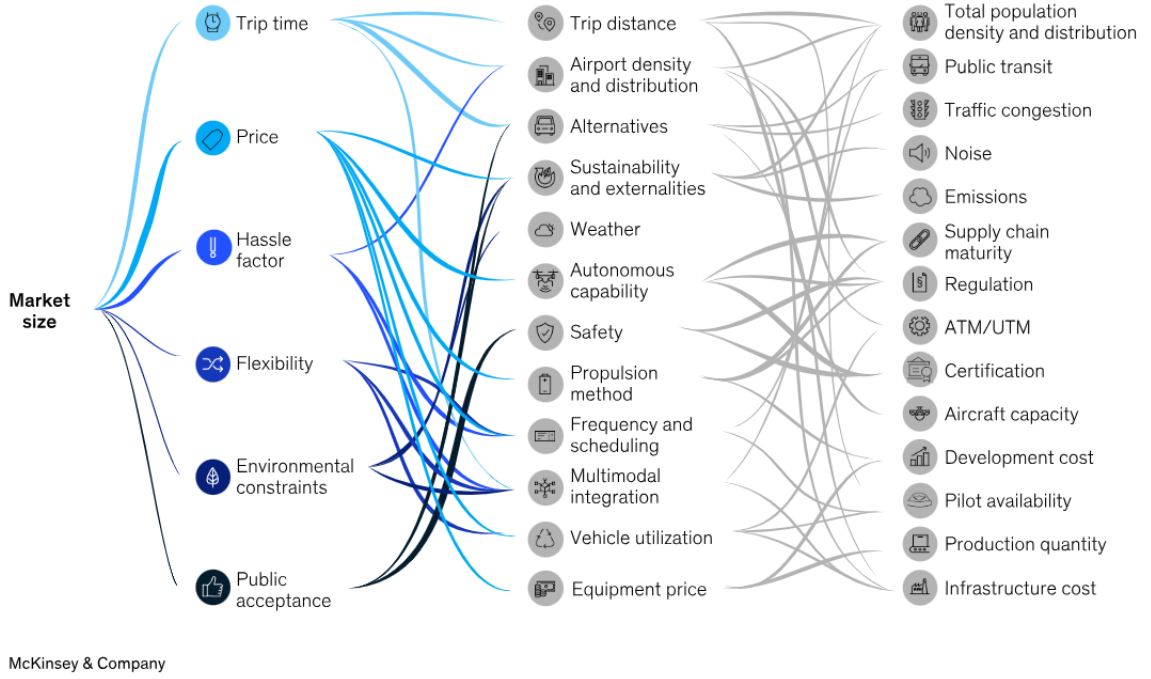 Market
size
Trip time
Price
Hassle
factor
Flexibility
Environmental
constraints
Public
acceptance
Trip distance
Airport density
and distribution
Alternatives
Sustainability
and externalities
Weather
Autonomous
capability
Safety
Propulsion
method
Frequency and
scheduling
Multimodal
integration
Vehicle utilization
Equipment price
Total population
density and distribution
Public transit
Traffic congestion
Noise
Emissions
Supply chain
maturity
Regulation
ATM/UTM
Certification
Aircraft capacity
Development cost
Pilot availability
Production quantity
Infrastructure cost
McKinsey & Company